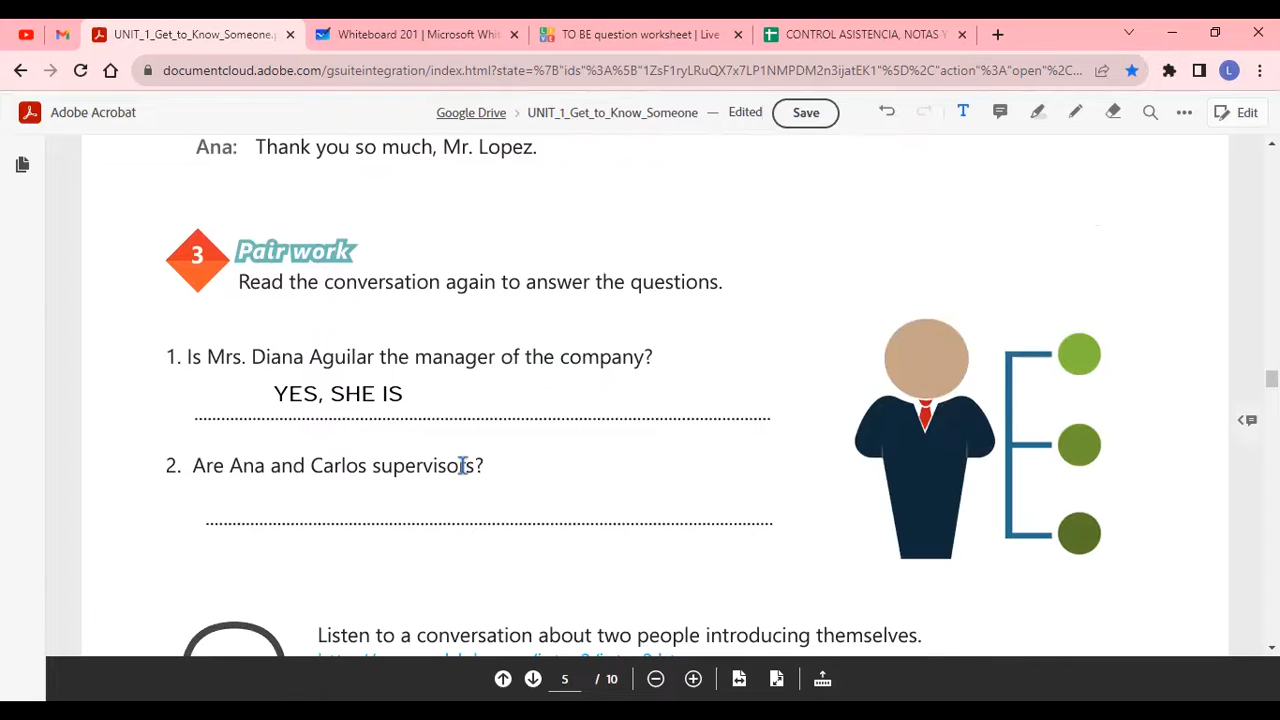 UNIT_1_Get_to_Know_Someone.
Whiteboard 201 | Microsoft Whit
TO BE question worksheet | Live
CONTROL ASISTENCIA, NOTAS Y
documentcloud.adobe.com/gsuiteintegration/index.html?state=%7B"ids"%3A%5B"1ZsF1ryLRuQX7x7LP1NMPDM2n3ijatEK1"%5D%2C"action"%3A"open"%2C...
L
Adobe Acrobat
Google Drive > UNIT_1_Get_to_Know_Someone — Edited
Save
T
Edit
Ana: Thank you so much, Mr. Lopez.
3 Pair work
Read the conversation again to answer the questions.
1. Is Mrs. Diana Aguilar the manager of the company?
YES, SHE IS
2. Are Ana and Carlos supervisors?
Listen to a conversation about two people introducing themselves.
5 / 10